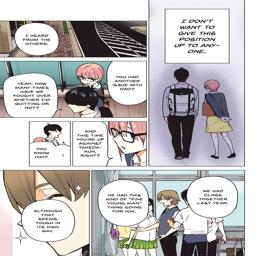 I HEARD
FROM THE
OTHERS.
YOU HAD
ANOTHER
ISSUE WITH
DAD?
YEAH. HOW
MANY TIMES
HAVE WE
FOUGHT OVER
WHETHER I'M
QUITTING OR
NOT?
AND
THIS TIME
YOU'RE UP
AGAINST
TAKEDA-
KUN, RIGHT?
YOU
KNOW
HIM?
WE HAD
CLASS
TOGETHER
LAST YEAR.
HE HAD THIS
KIND OF "FINE
YOUNG MAN"
THING GOING
FOR HIM,
ALTHOUGH
THAT
SEEMS
TOUGH IN
ITS OWN
WAY.
I DON'T
WANT TO
GIVE THIS
POSITION
UP TO ANY-
ONE.